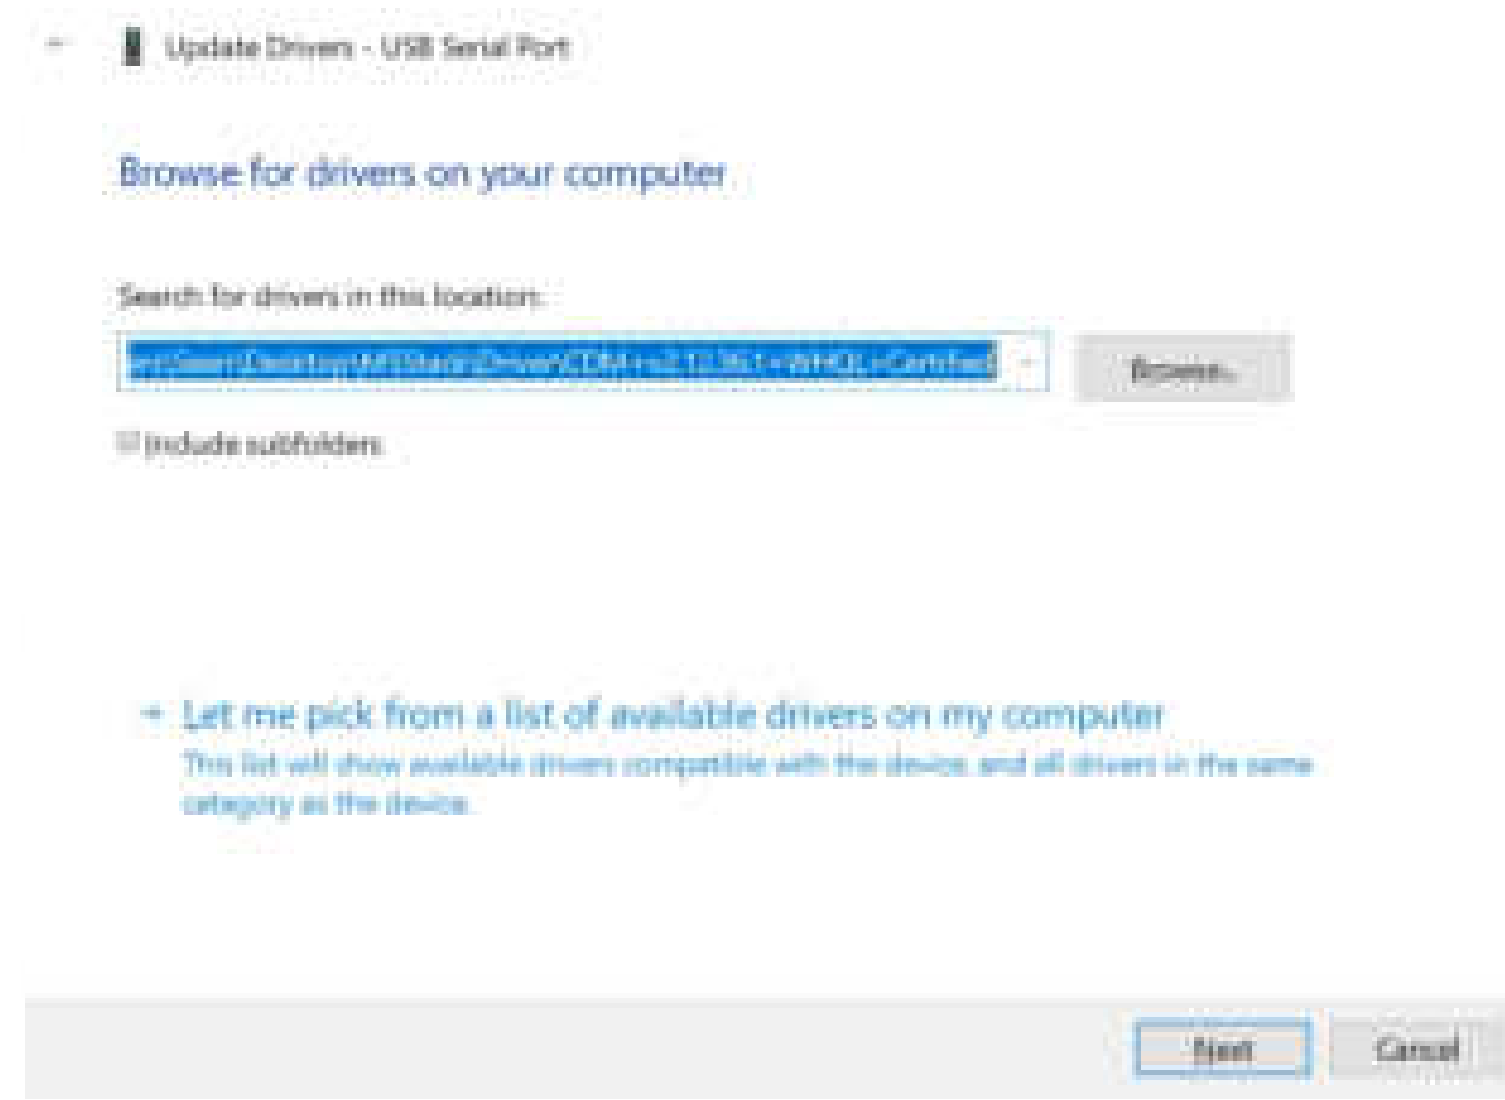 Update Drivers - USB Serial Port
Browse for drivers on your computer
Search for drivers in this location:
Browse...
Include subfolders
Let me pick from a list of available drivers on my computer
This list will show available drivers compatible with the device, and all drivers in the same
category as the device.
Next
Cancel